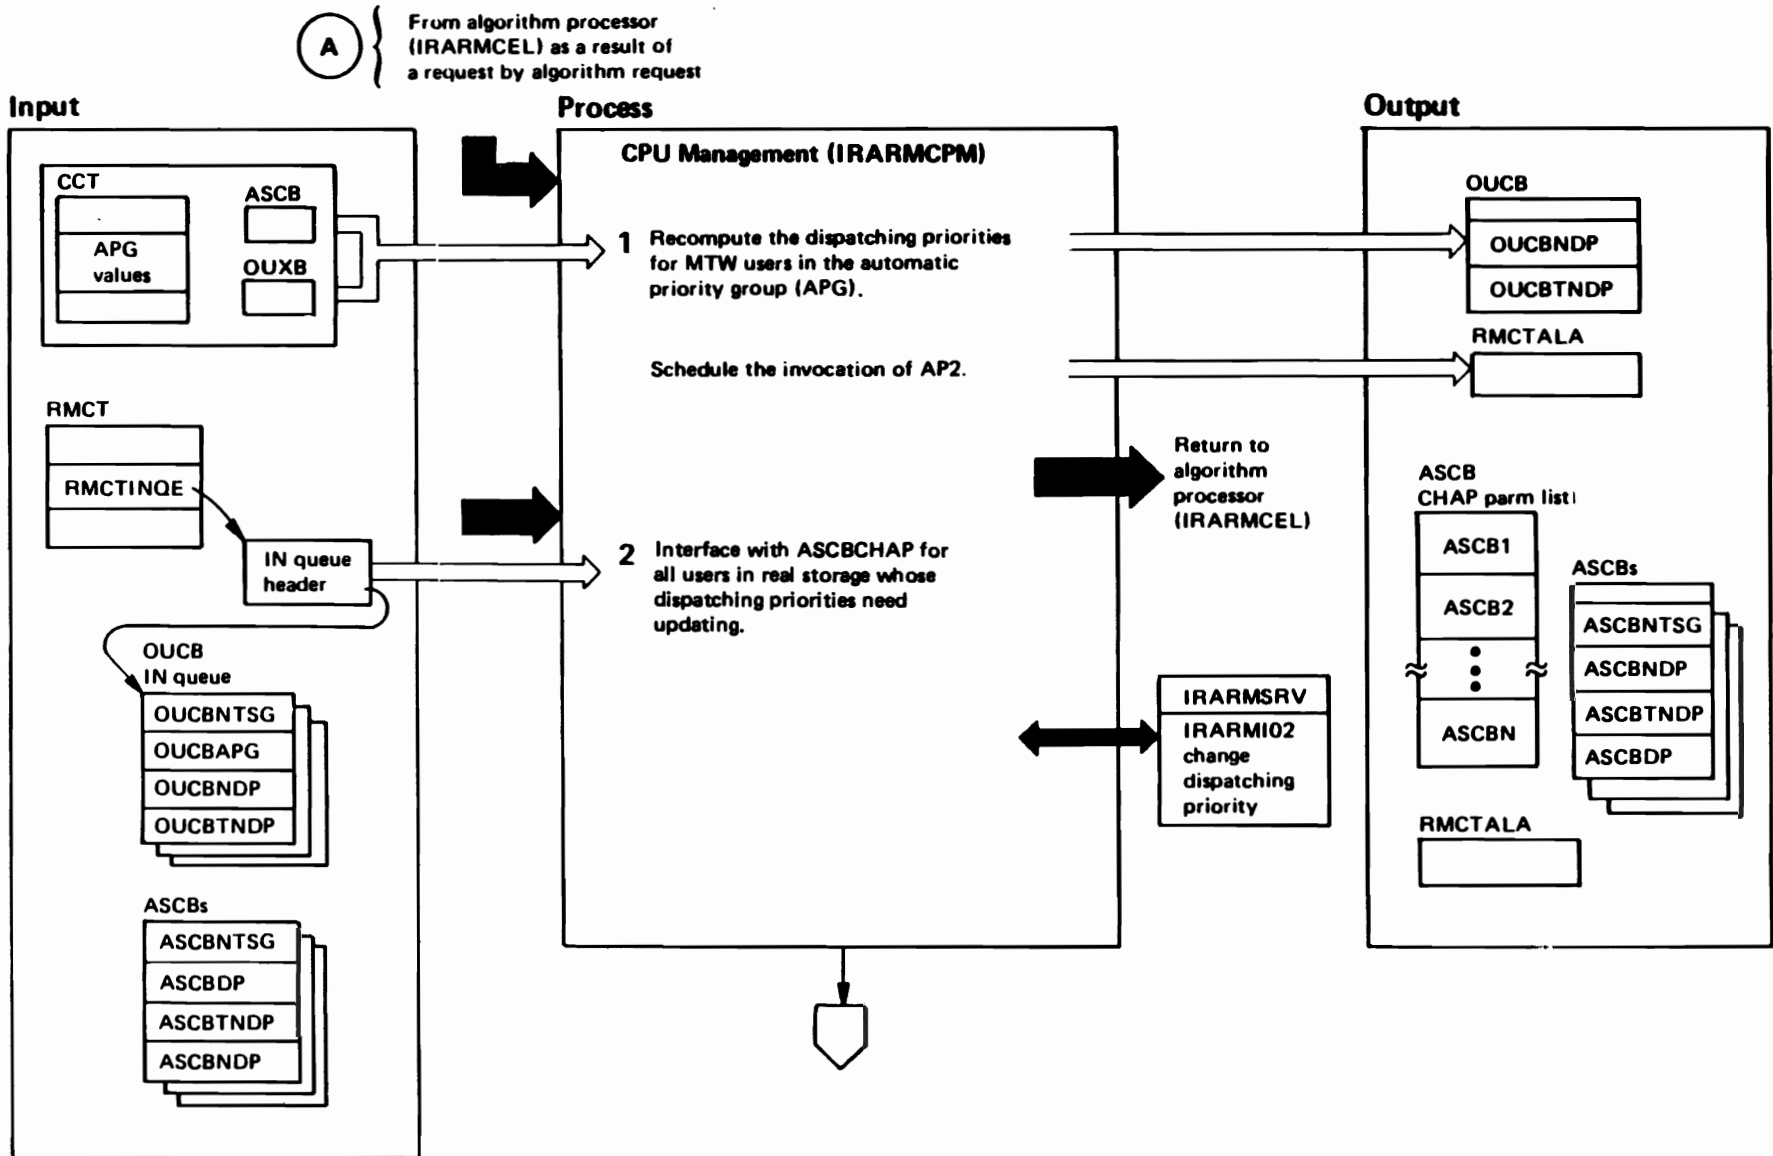 A
From algorithm processor
(IRARMCEL) as a result of
a request by algorithm request
Input
Process
Output
CCT
APG
values
ASCB
OUXB
RMCT
RMCTINQE
IN queue
header
OUCB
IN queue
OUCBNTSG
OUCBAPG
OUCBNDP
OUCBTNDP
ASCBs
ASCBNTSG
ASCBDP
ASCBTNDP
ASCBNDP
CPU Management (IRARMCPM)
1 Recompute the dispatching priorities
for MTW users in the automatic
priority group (APG).
Schedule the invocation of AP2.
2 Interface with ASCBCHAP for
all users in real storage whose
dispatching priorities need
updating.
Return to
algorithm
processor
(IRARMCEL)
IRARMSRV
IRARMI02
change
dispatching
priority
OUCB
OUCBNDP
OUCBTNDP
RMCTALA
ASCB
CHAP parm list
ASCB1
ASCB2
ASCBN
ASCBs
ASCBNTSG
ASCBNDP
ASCBTNDP
ASCBDP
RMCTALA